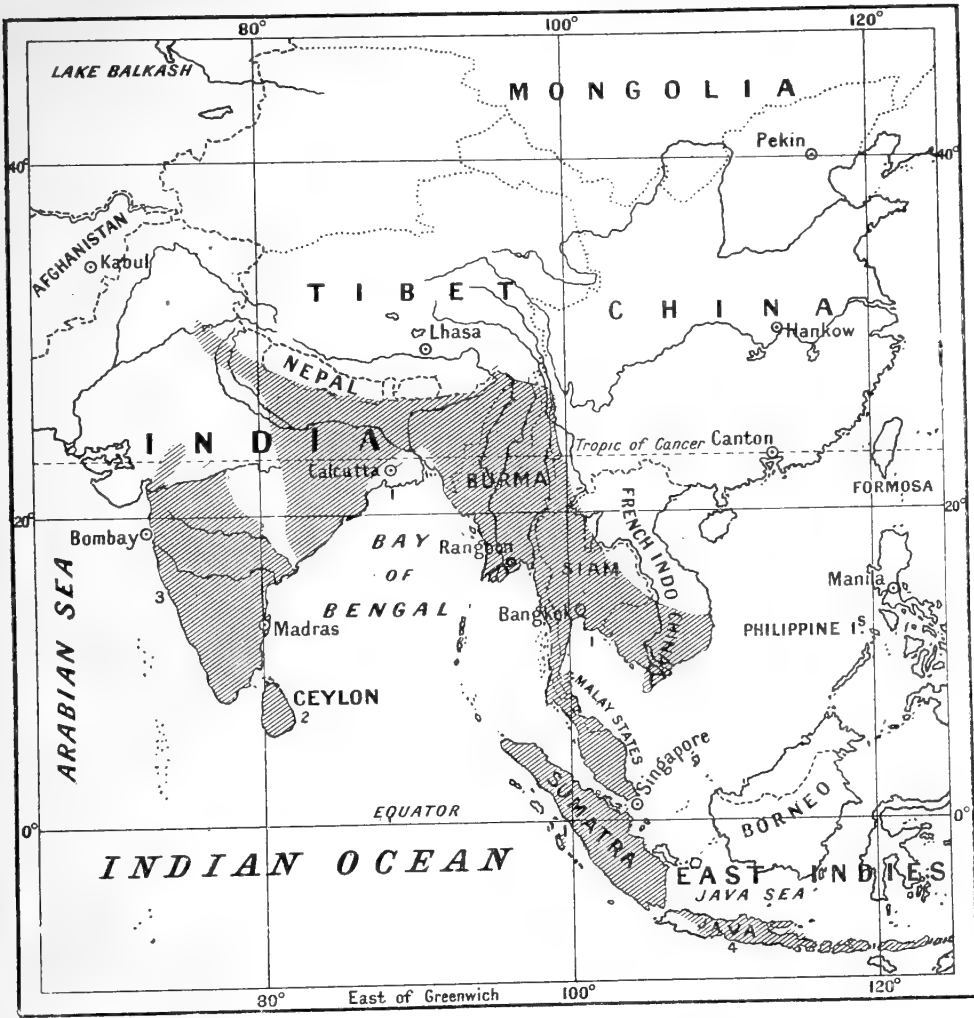 80° 100° 120°
LAKE BALKASH
MONGOLIA
Pekin
40° 40°
AFGHANISTAN
Kabul
TIBET
CHINA
Lhasa
Hankow
NEPAL
INDIA
Tropic of Cancer Canton
Calcutta
1
BURMA
FORMOSA
FRENCH INDO CHINA
20° 20°
Bombay
BAY
OF
BENGAL
Rangoon
SIAM
Manila
3
Madras
Bangkok
1
PHILIPPINE Is.
ARABIAN SEA
CEYLON
2
MALAY STATES
Singapore
SUMATRA
EQUATOR
BORNEO
0° 0°
INDIAN OCEAN
EAST INDIES
JAVA SEA
JAVA
4
80° East of Greenwich 100° 120°